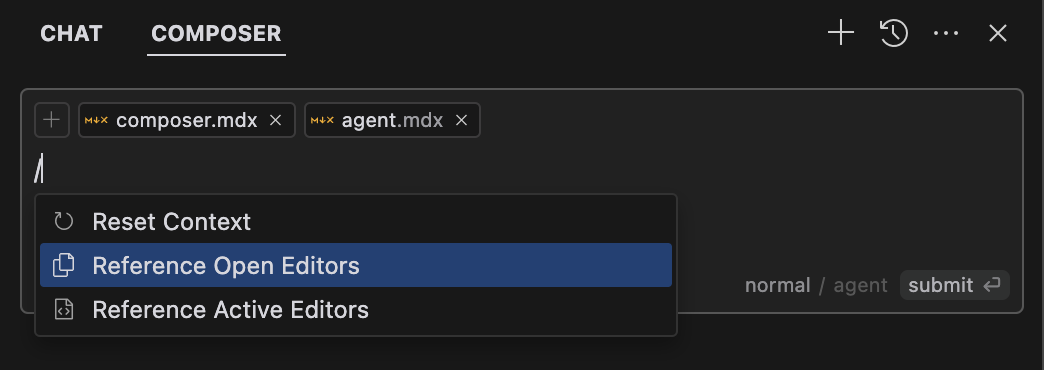 CHAT COMPOSER
M↓X composer.mdx M↓X agent.mdx
/
Reset Context
Reference Open Editors
Reference Active Editors
normal / agent submit